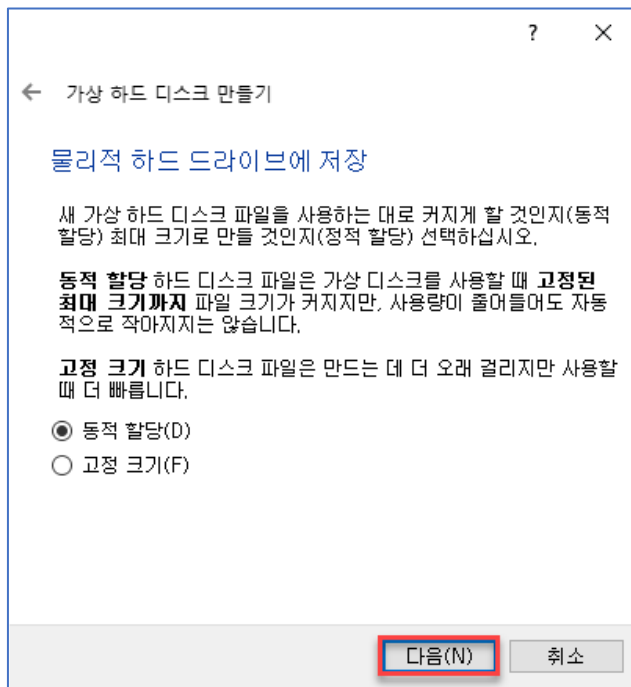 ?
가상 하드 디스크 만들기
물리적 하드 드라이브에 저장
새 가상 하드 디스크 파일을 사용하는 대로 커지게 할 것인지(동적
할당) 최대 크기로 만들 것인지(정적 할당) 선택하십시오.
동적 할당 하드 디스크 파일은 가상 디스크를 사용할 때 고정된
최대 크기까지 파일 크기가 커지지만, 사용량이 줄어들어도 자동
적으로 작아지지는 않습니다.
고정 크기 하드 디스크 파일은 만드는 데 더 오래 걸리지만 사용할
때 더 빠릅니다.
동적 할당(D)
고정 크기(F)
다음(N) 취소